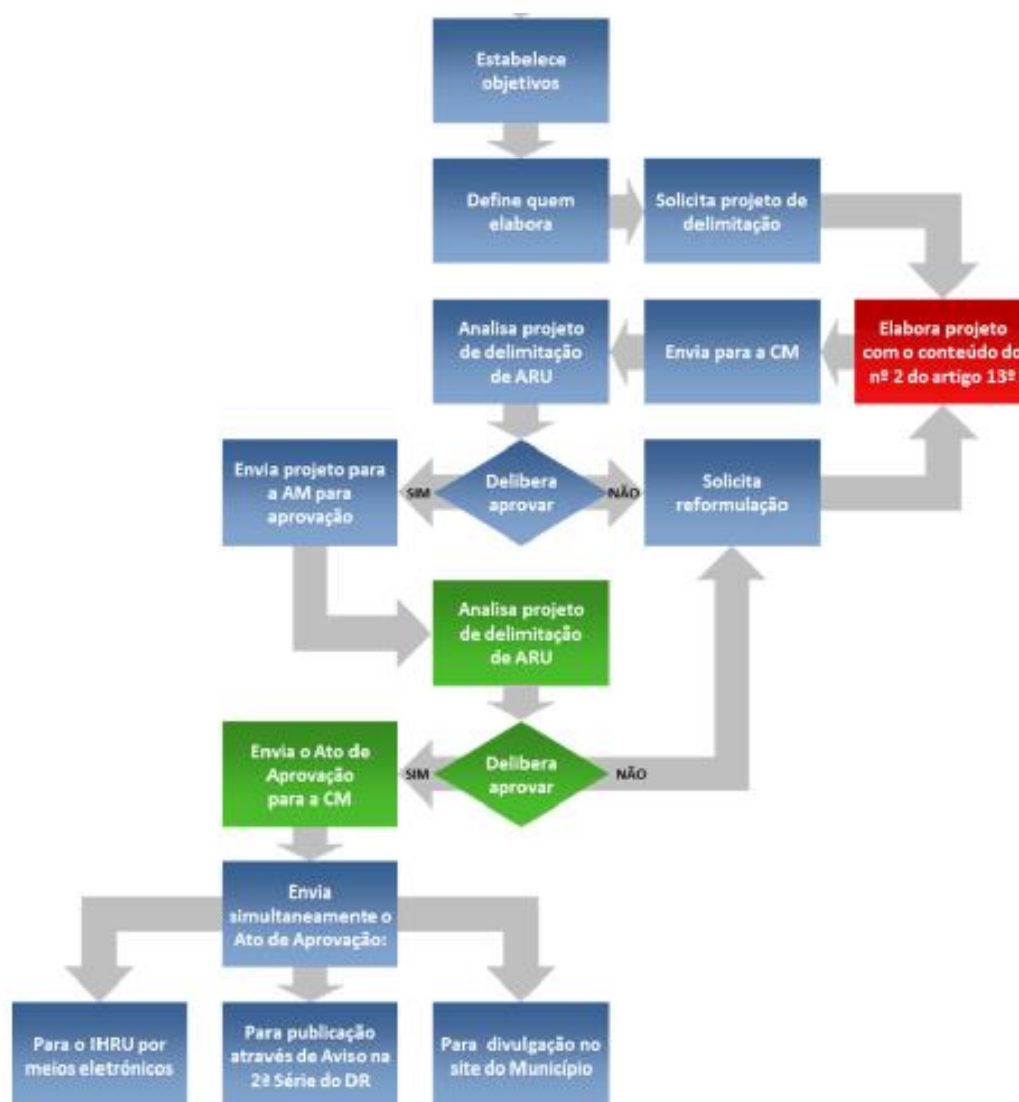 Estabelece
objetivos
Define quem
elabora
Solicita projeto de
delimitação
Elabora projeto
com o conteúdo do
nº 2 do artigo 13º
Envia para a CM
Analisa projeto
de delimitação
de ARU
Delibera
aprovar
SIM
NÃO
Envia projeto para
a AM para
aprovação
Solicita
reformulação
Analisa projeto
de delimitação
de ARU
Delibera
aprovar
SIM
NÃO
Envia o Ato de
Aprovação
para a CM
Envia
simultaneamente o
Ato de Aprovação:
Para o IHRU por
meios eletrónicos
Para publicação
através de Aviso na
2ª Série do DR
Para divulgação no
site do Município